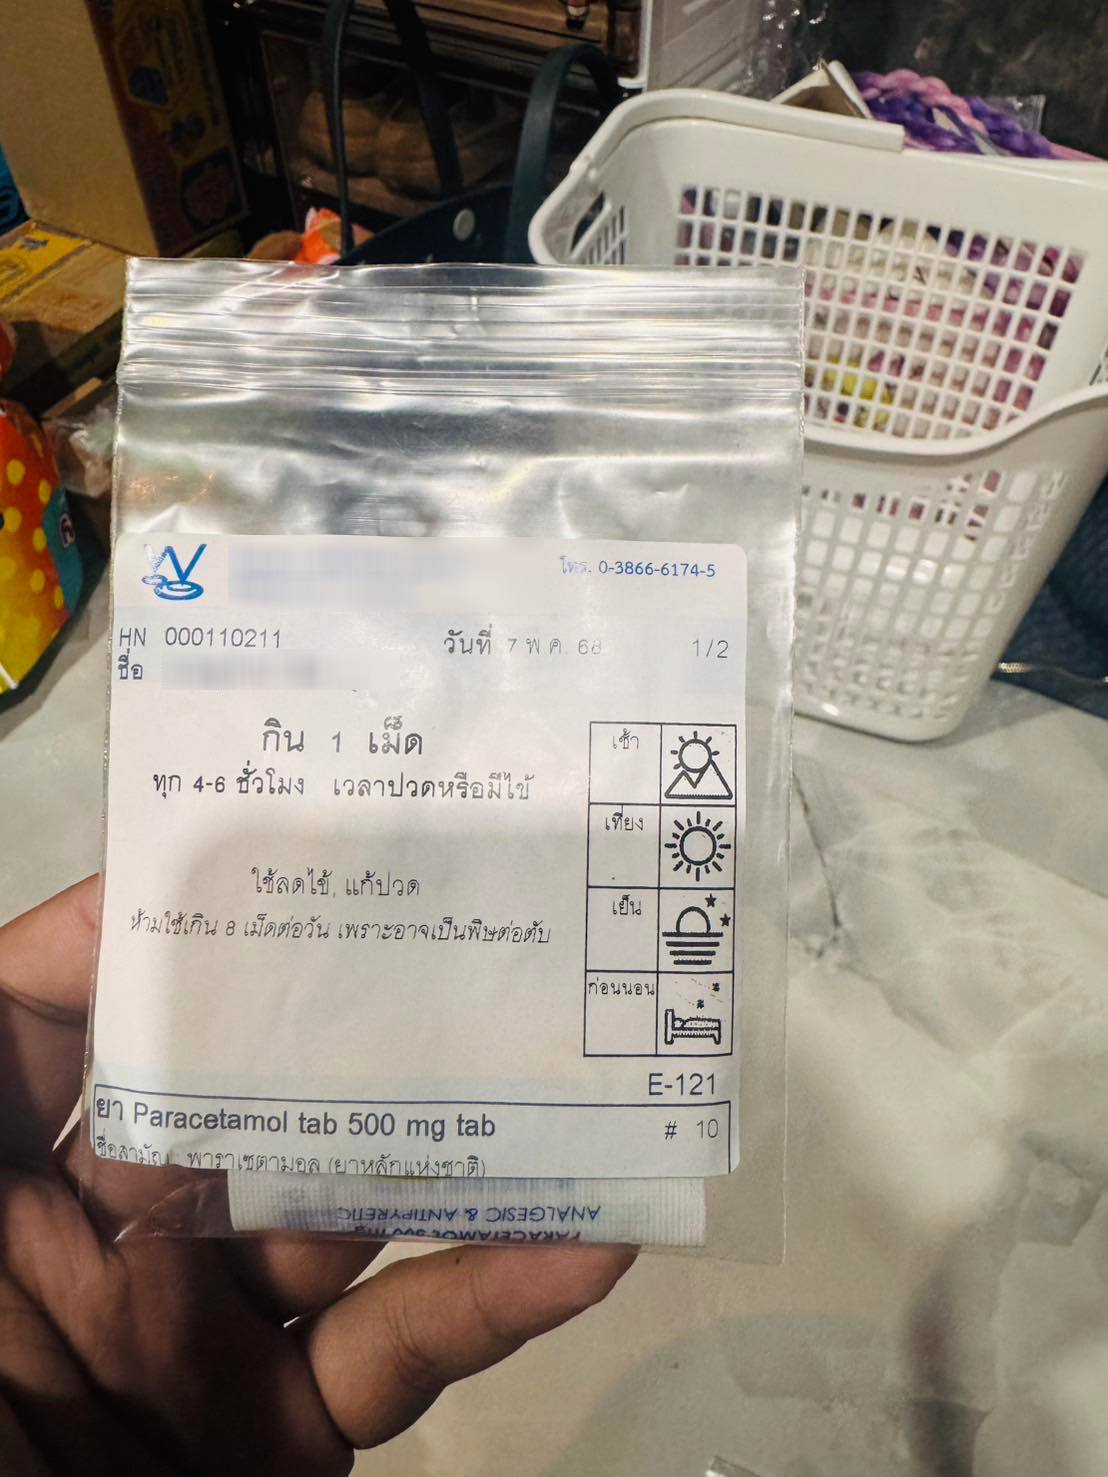 โทร. 0-3866-6174-5
HN 000110211 วันที่ 7 พ.ค. 68 1/2
ชื่อ
กิน 1 เม็ด
ทุก 4-6 ชั่วโมง เวลาปวดหรือมีไข้
ใช้ลดไข้, แก้ปวด
ห้ามใช้เกิน 8 เม็ดต่อวัน เพราะอาจเป็นพิษต่อตับ
เช้า
เที่ยง
เย็น
ก่อนนอน
E-121
ยา Paracetamol tab 500 mg tab # 10
ชื่อสามัญ พาราเซตามอล (ยาหลักแห่งชาติ)
ANALGESIC & ANTIPYRETIC
PARACETAMOL 500 mg